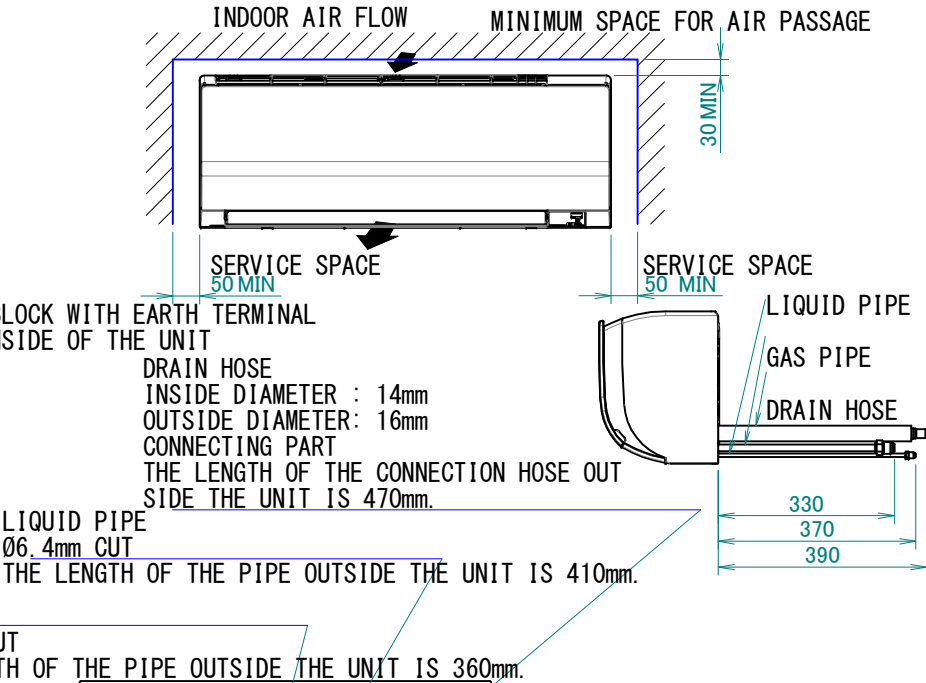 INDOOR AIR FLOW
MINIMUM SPACE FOR AIR PASSAGE
30 MIN
SERVICE SPACE
50 MIN
SERVICE SPACE
50 MIN
BLOCK WITH EARTH TERMINAL
NSIDE OF THE UNIT
DRAIN HOSE
INSIDE DIAMETER : 14mm
OUTSIDE DIAMETER: 16mm
CONNECTING PART
THE LENGTH OF THE CONNECTION HOSE OUT
SIDE THE UNIT IS 470mm.
LIQUID PIPE
GAS PIPE
DRAIN HOSE
330
370
390
LIQUID PIPE
Ø6.4mm CUT
THE LENGTH OF THE PIPE OUTSIDE THE UNIT IS 410mm.
UT
TH OF THE PIPE OUTSIDE THE UNIT IS 360mm.